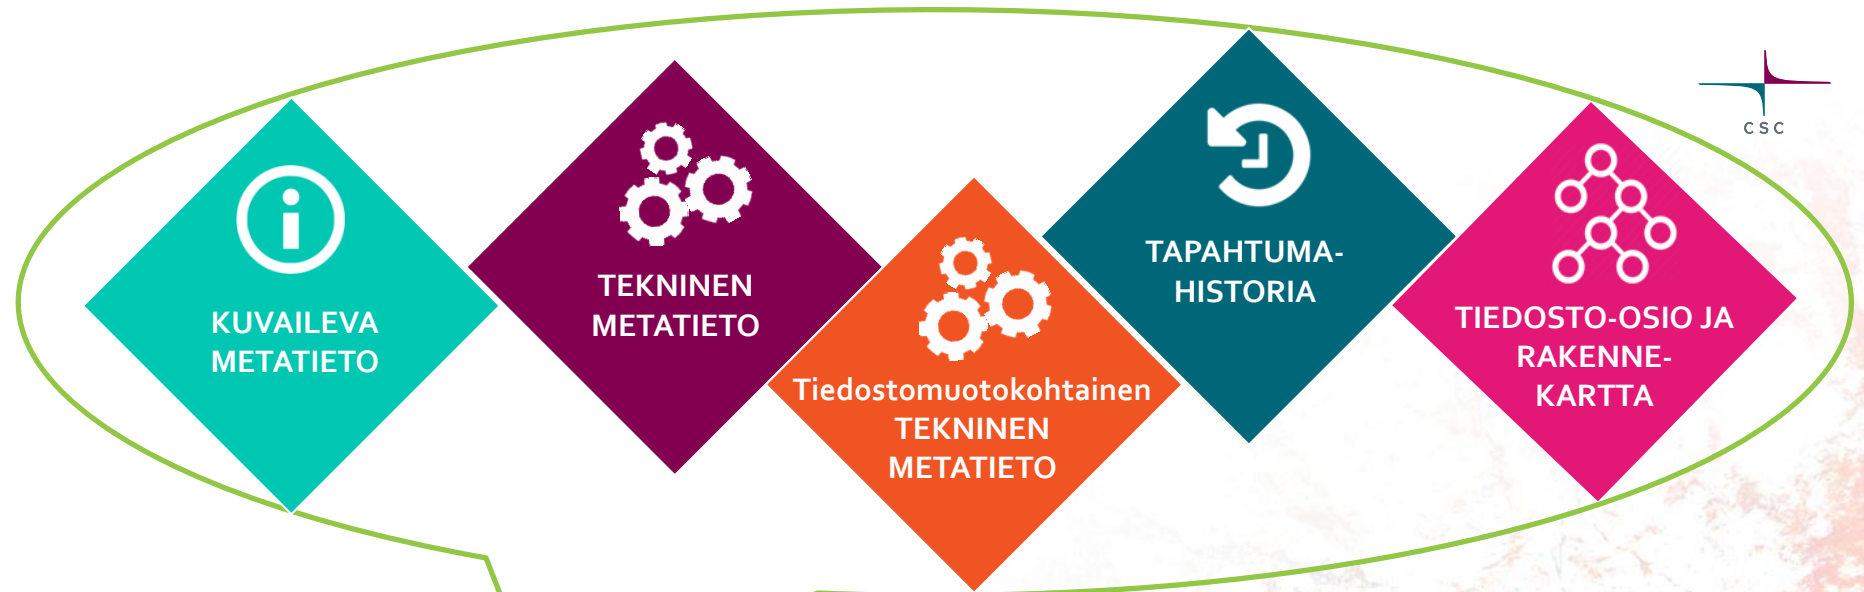 KUVAILEVA
METATIETO
TEKNINEN
METATIETO
Tiedostomuotokohtainen
TEKNINEN
METATIETO
TAPAHTUMA-
HISTORIA
TIEDOSTO-OSIO JA
RAKENNE-
KARTTA
CSC